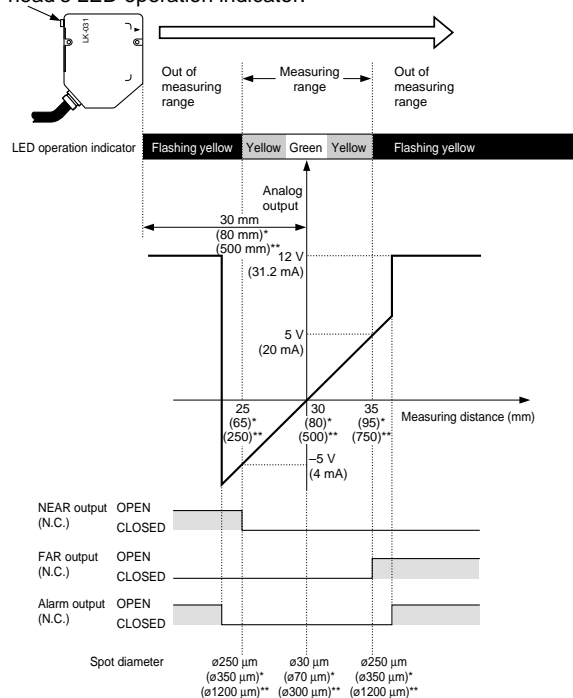 head's LED operation indicator.
LK-031
Out of
measuring
range
Measuring
range
Out of
measuring
range
LED operation indicator
Flashing yellow
Yellow
Green
Yellow
Flashing yellow
Analog
output
30 mm
(80 mm)*
(500 mm)**
12 V
(31.2 mA)
5 V
(20 mA)
25
(65)*
(250)**
30
(80)*
(500)**
35
(95)*
(750)**
Measuring distance (mm)
–5 V
(4 mA)
NEAR output
(N.C.)
OPEN
CLOSED
FAR output
(N.C.)
OPEN
CLOSED
Alarm output
(N.C.)
OPEN
CLOSED
Spot diameter
ø250 µm
(ø350 µm)*
(ø1200 µm)**
ø30 µm
(ø70 µm)*
(ø300 µm)**
ø250 µm
(ø350 µm)*
(ø1200 µm)**